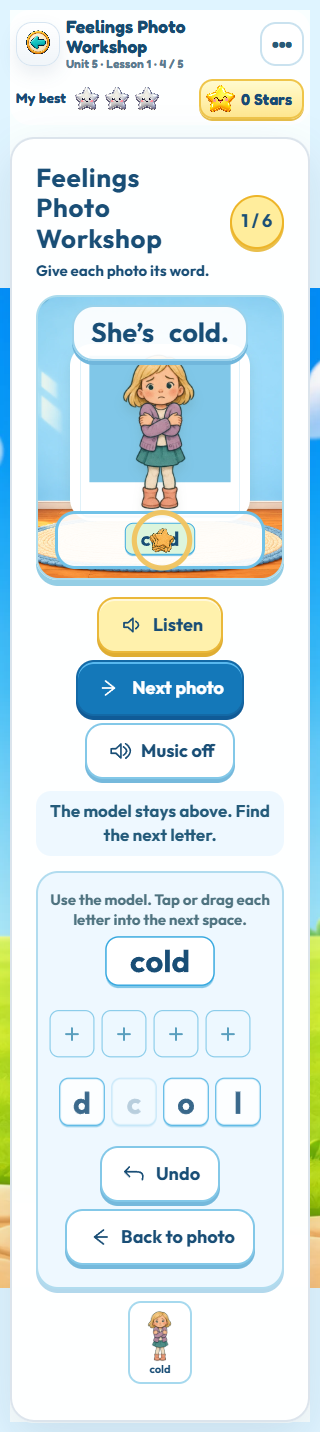 Feelings Photo
Workshop
Unit 5 · Lesson 1 · 4 / 5
My best
0 Stars
Feelings
Photo
Workshop
1 / 6
Give each photo its word.
She's cold.
Listen
Next photo
Music off
The model stays above. Find
the next letter.
Use the model. Tap or drag each
letter into the next space.
cold
+ + + +
d c o l
Undo
Back to photo
cold